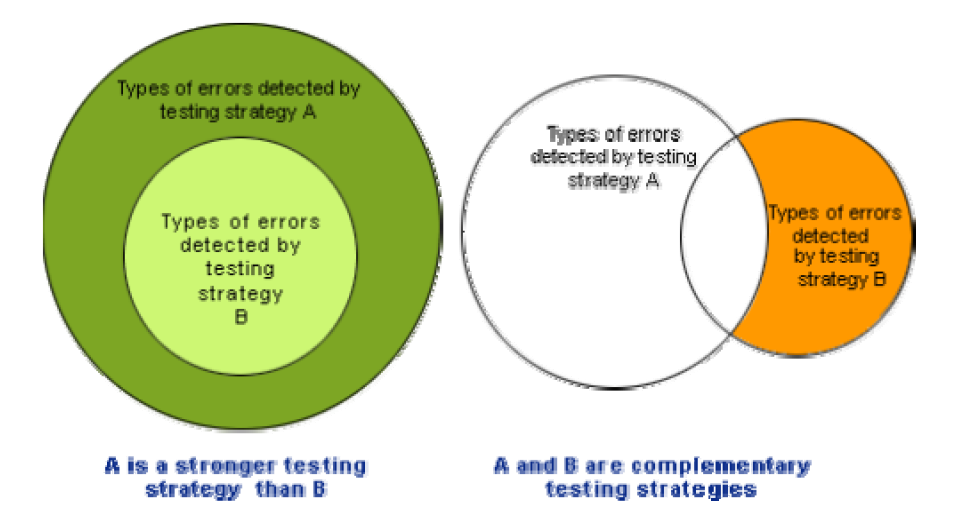 Types of errors detected by
testing strategy A
Types of errors
detected by
testing
strategy
B
A is a stronger testing
strategy than B
Types of errors
detected by testing
strategy A
Types of errors
detected
by testing
strategy B
A and B are complementary
testing strategies